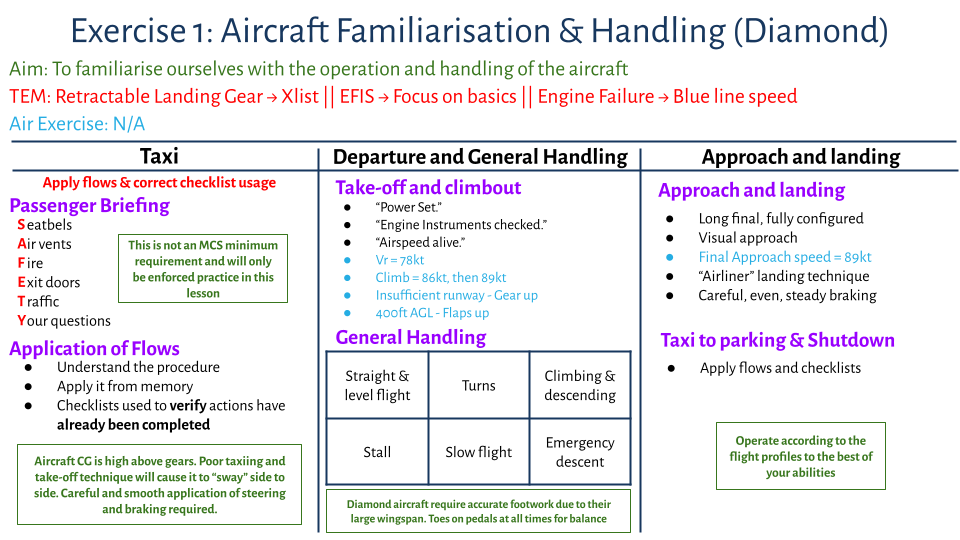 Exercise 1: Aircraft Familiarisation & Handling (Diamond)
Aim: To familiarise ourselves with the operation and handling of the aircraft
TEM: Retractable Landing Gear → Xlist || EFIS → Focus on basics || Engine Failure → Blue line speed
Air Exercise: N/A
Taxi
Apply flows & correct checklist usage
Passenger Briefing
Seatbels
Air vents
Fire
Exit doors
Traffic
Your questions
This is not an MCS minimum
requirement and will only
be enforced practice in this
lesson
Application of Flows
● Understand the procedure
● Apply it from memory
● Checklists used to verify actions have
already been completed
Aircraft CG is high above gears. Poor taxiing and
take-off technique will cause it to “sway” side to
side. Careful and smooth application of steering
and braking required.
Departure and General Handling
Take-off and climbout
● “Power Set.”
● “Engine Instruments checked.”
● “Airspeed alive.”
● Vr = 78kt
● Climb = 86kt, then 89kt
● Insufficient runway - Gear up
● 400ft AGL - Flaps up
General Handling
Straight &
level flight
Turns
Climbing &
descending
Stall
Slow flight
Emergency
descent
Diamond aircraft require accurate footwork due to their
large wingspan. Toes on pedals at all times for balance
Approach and landing
Approach and landing
● Long final, fully configured
● Visual approach
● Final Approach speed = 89kt
● “Airliner” landing technique
● Careful, even, steady braking
Taxi to parking & Shutdown
● Apply flows and checklists
Operate according to the
flight profiles to the best of
your abilities